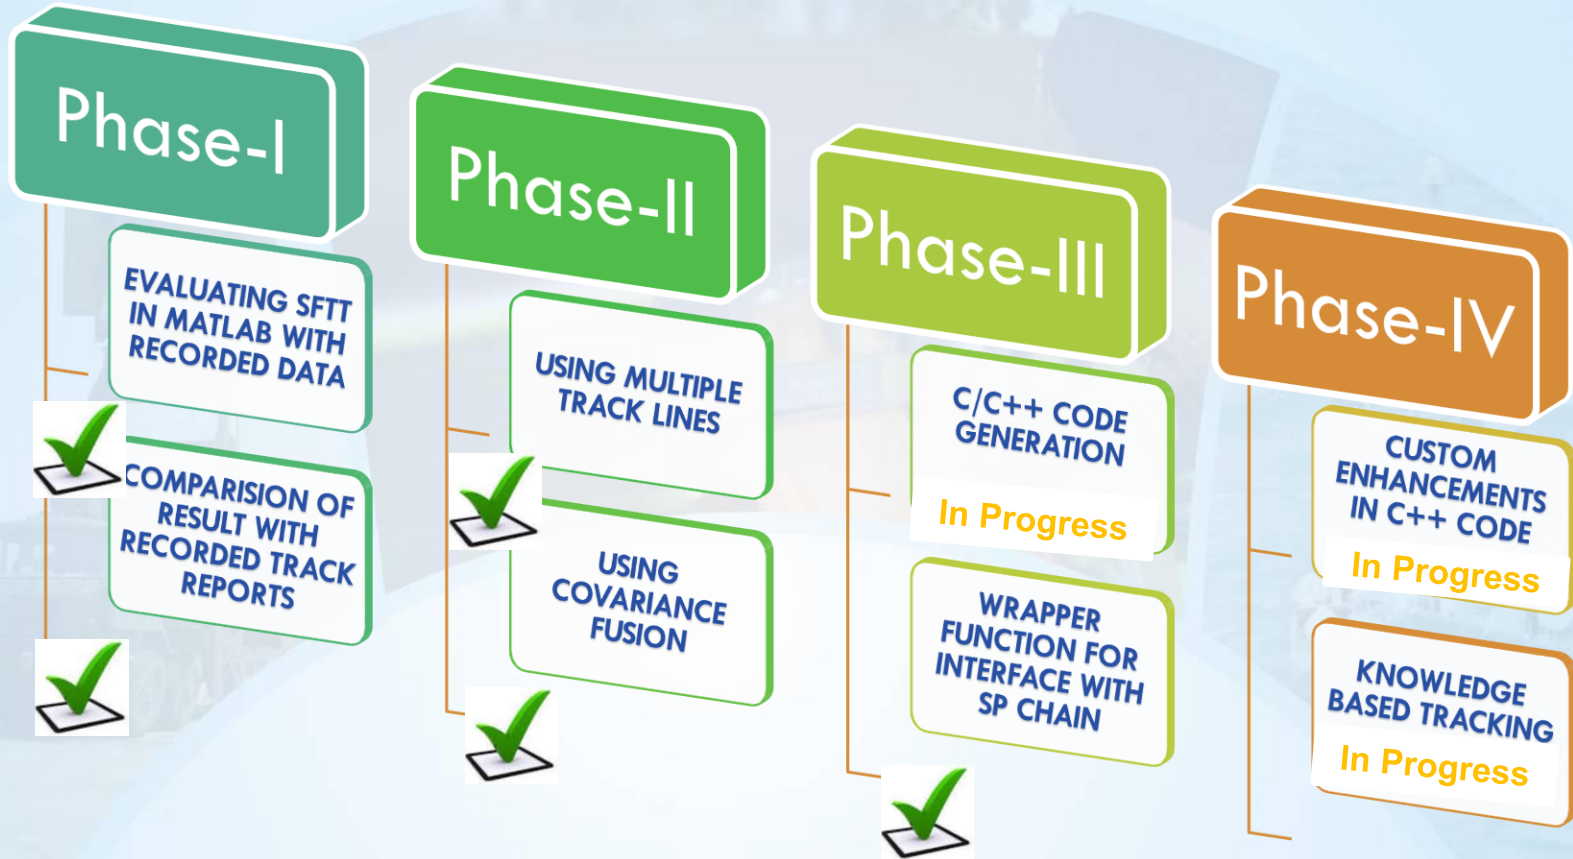 Phase-I
EVALUATING SFTT
IN MATLAB WITH
RECORDED DATA
COMPARISION OF
RESULT WITH
RECORDED TRACK
REPORTS
Phase-II
USING MULTIPLE
TRACK LINES
USING
COVARIANCE
FUSION
Phase-III
C/C++ CODE
GENERATION
In Progress
WRAPPER
FUNCTION FOR
INTERFACE WITH
SP CHAIN
Phase-IV
CUSTOM
ENHANCEMENTS
IN C++ CODE
In Progress
KNOWLEDGE
BASED TRACKING
In Progress